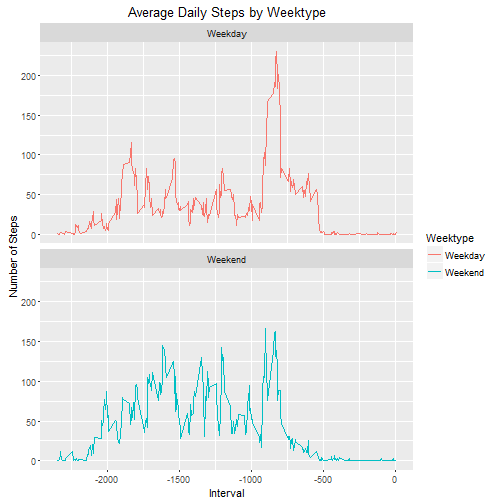 Average Daily Steps by Weektype
Weekday
200
150
100
50
0
Weekend
200
150
100
50
0
-2000
-1500
-1000
-500
0
Interval
Number of Steps
Weektype
Weekday
Weekend